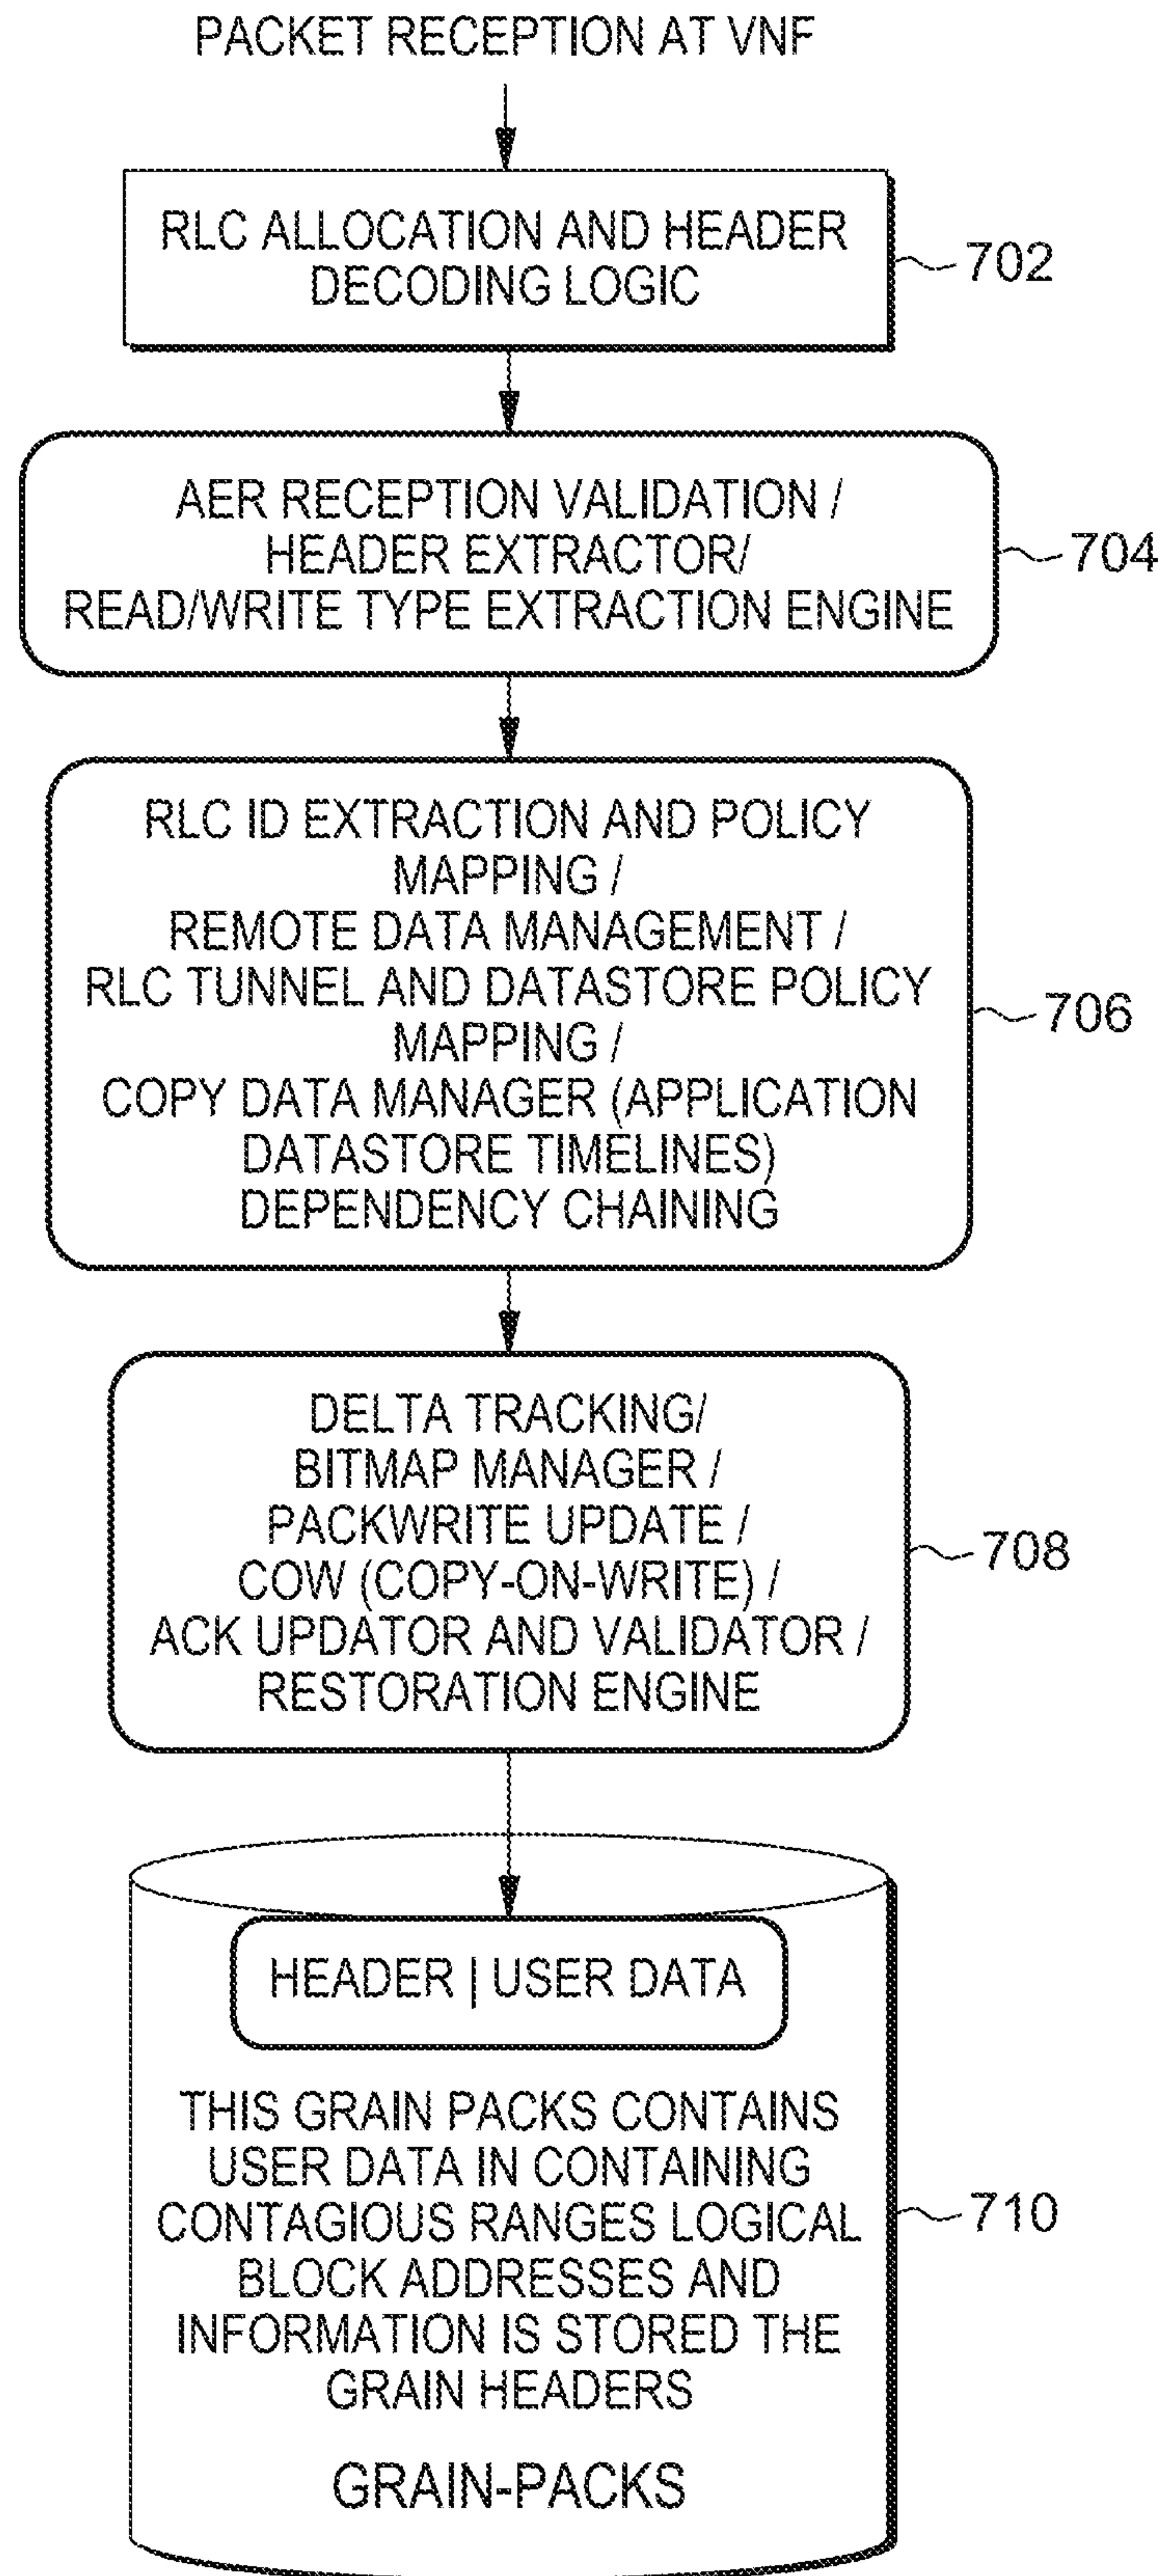 PACKET RECEPTION AT VNF
RLC ALLOCATION AND HEADER
DECODING LOGIC
702
AER RECEPTION VALIDATION /
HEADER EXTRACTOR/
READ/WRITE TYPE EXTRACTION ENGINE
704
RLC ID EXTRACTION AND POLICY
MAPPING /
REMOTE DATA MANAGEMENT /
RLC TUNNEL AND DATASTORE POLICY
MAPPING /
COPY DATA MANAGER (APPLICATION
DATASTORE TIMELINES)
DEPENDENCY CHAINING
706
DELTA TRACKING/
BITMAP MANAGER /
PACKWRITE UPDATE /
COW (COPY-ON-WRITE) /
ACK UPDATOR AND VALIDATOR /
RESTORATION ENGINE
708
HEADER | USER DATA
THIS GRAIN PACKS CONTAINS
USER DATA IN CONTAINING
CONTAGIOUS RANGES LOGICAL
BLOCK ADDRESSES AND
INFORMATION IS STORED THE
GRAIN HEADERS
710
GRAIN-PACKS